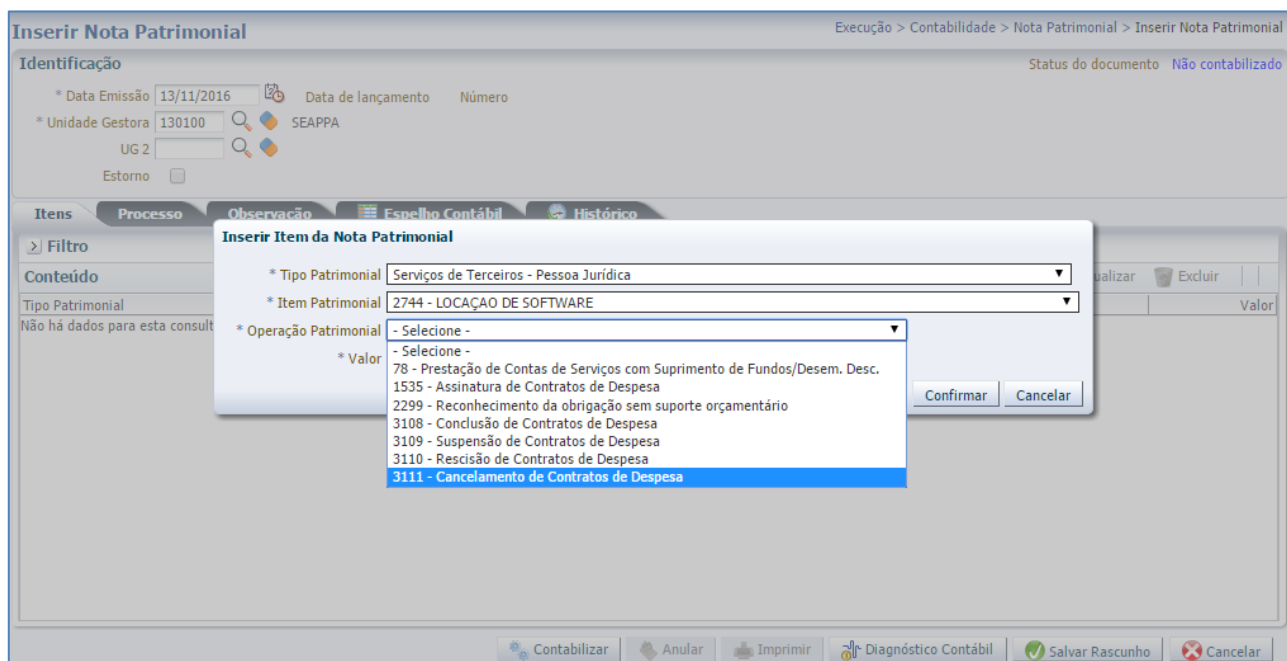 Inserir Nota Patrimonial
Execução > Contabilidade > Nota Patrimonial > Inserir Nota Patrimonial
Identificação
Status do documento Não contabilizado
* Data Emissão 13/11/2016 Data de lançamento Número
* Unidade Gestora 130100 SEAPPA
UG 2
Estorno
Itens Processo Observação Espelho Contábil Histórico
Inserir Item da Nota Patrimonial
> Filtro
* Tipo Patrimonial Serviços de Terceiros - Pessoa Jurídica
Conteúdo
ualizar Excluir
* Item Patrimonial 2744 - LOCAÇAO DE SOFTWARE
Tipo Patrimonial
Valor
Não há dados para esta consult
* Operação Patrimonial - Selecione -
* Valor
- Selecione -
78 - Prestação de Contas de Serviços com Suprimento de Fundos/Desem. Desc.
1535 - Assinatura de Contratos de Despesa
2299 - Reconhecimento da obrigação sem suporte orçamentário
3108 - Conclusão de Contratos de Despesa
3109 - Suspensão de Contratos de Despesa
3110 - Rescisão de Contratos de Despesa
3111 - Cancelamento de Contratos de Despesa
Confirmar Cancelar
Contabilizar Anular Imprimir Diagnóstico Contábil Salvar Rascunho Cancelar